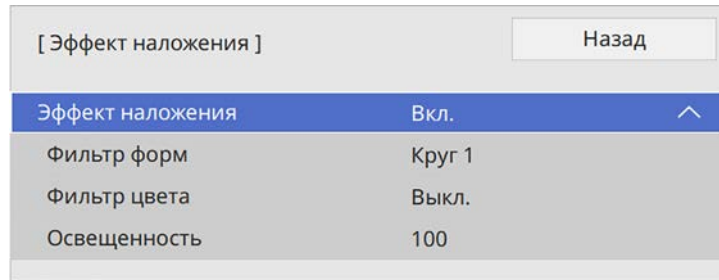 [ Эффект наложения ] Назад
Эффект наложения Вкл.
Фильтр форм Круг 1
Фильтр цвета Выкл.
Освещенность 100